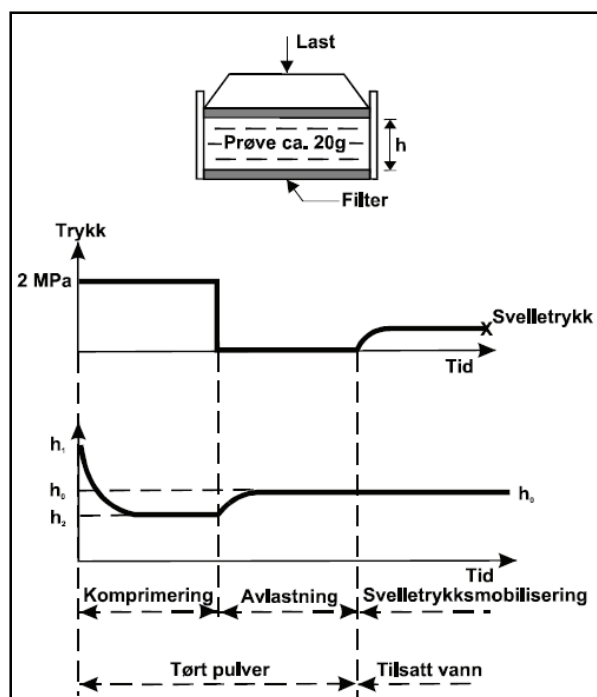 Last
Prøve ca. 20g
h
Filter
Trykk
2 MPa
Svelletrykk
Tid
h₁
h₀
h₂
h₀
Tid
Komprimering
Avlastning
Svelletrykksmobilisering
Tørt pulver
Tilsatt vann